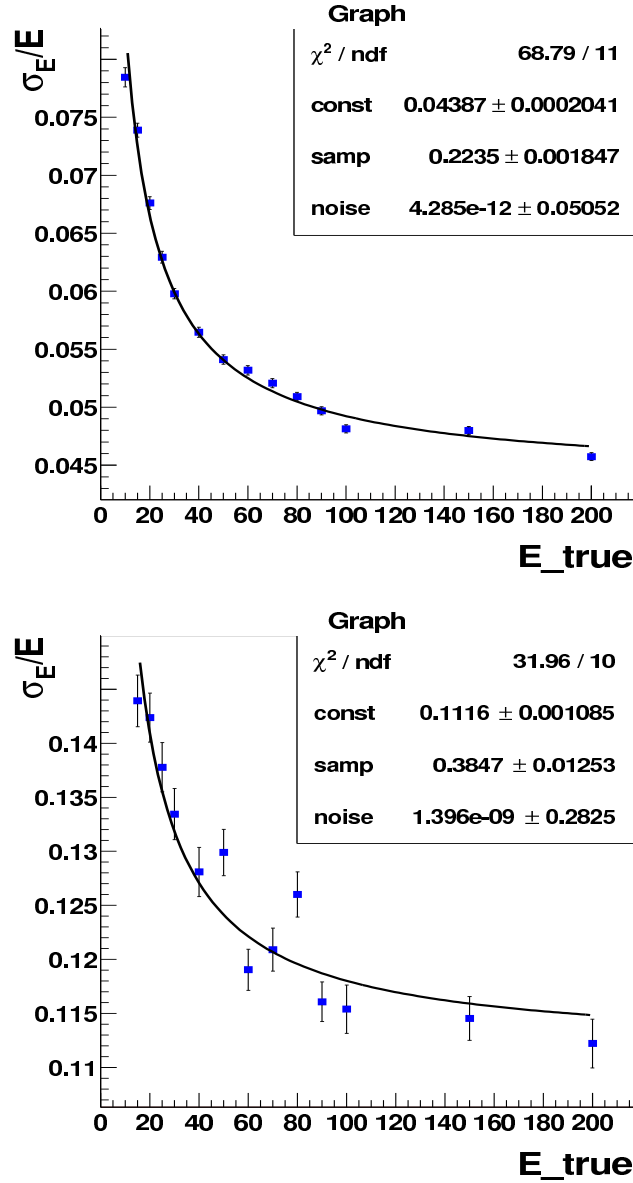 Graph
χ² / ndf 68.79 / 11
const 0.04387 ± 0.0002041
samp 0.2235 ± 0.001847
noise 4.285e-12 ± 0.05052
σ_E/E
0.075
0.07
0.065
0.06
0.055
0.05
0.045
0 20 40 60 80 100 120 140 160 180 200
E_true
Graph
χ² / ndf 31.96 / 10
const 0.1116 ± 0.001085
samp 0.3847 ± 0.01253
noise 1.396e-09 ± 0.2825
σ_E/E
0.14
0.135
0.13
0.125
0.12
0.115
0.11
0 20 40 60 80 100 120 140 160 180 200
E_true